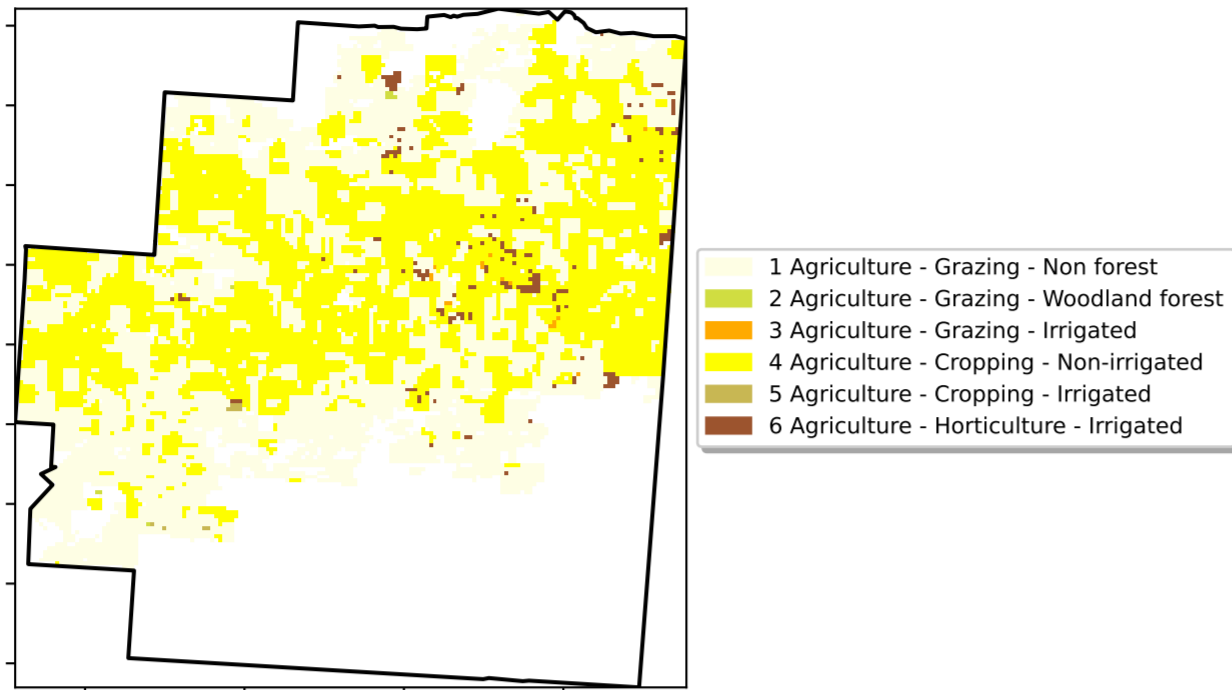 1 Agriculture - Grazing - Non forest
2 Agriculture - Grazing - Woodland forest
3 Agriculture - Grazing - Irrigated
4 Agriculture - Cropping - Non-irrigated
5 Agriculture - Cropping - Irrigated
6 Agriculture - Horticulture - Irrigated